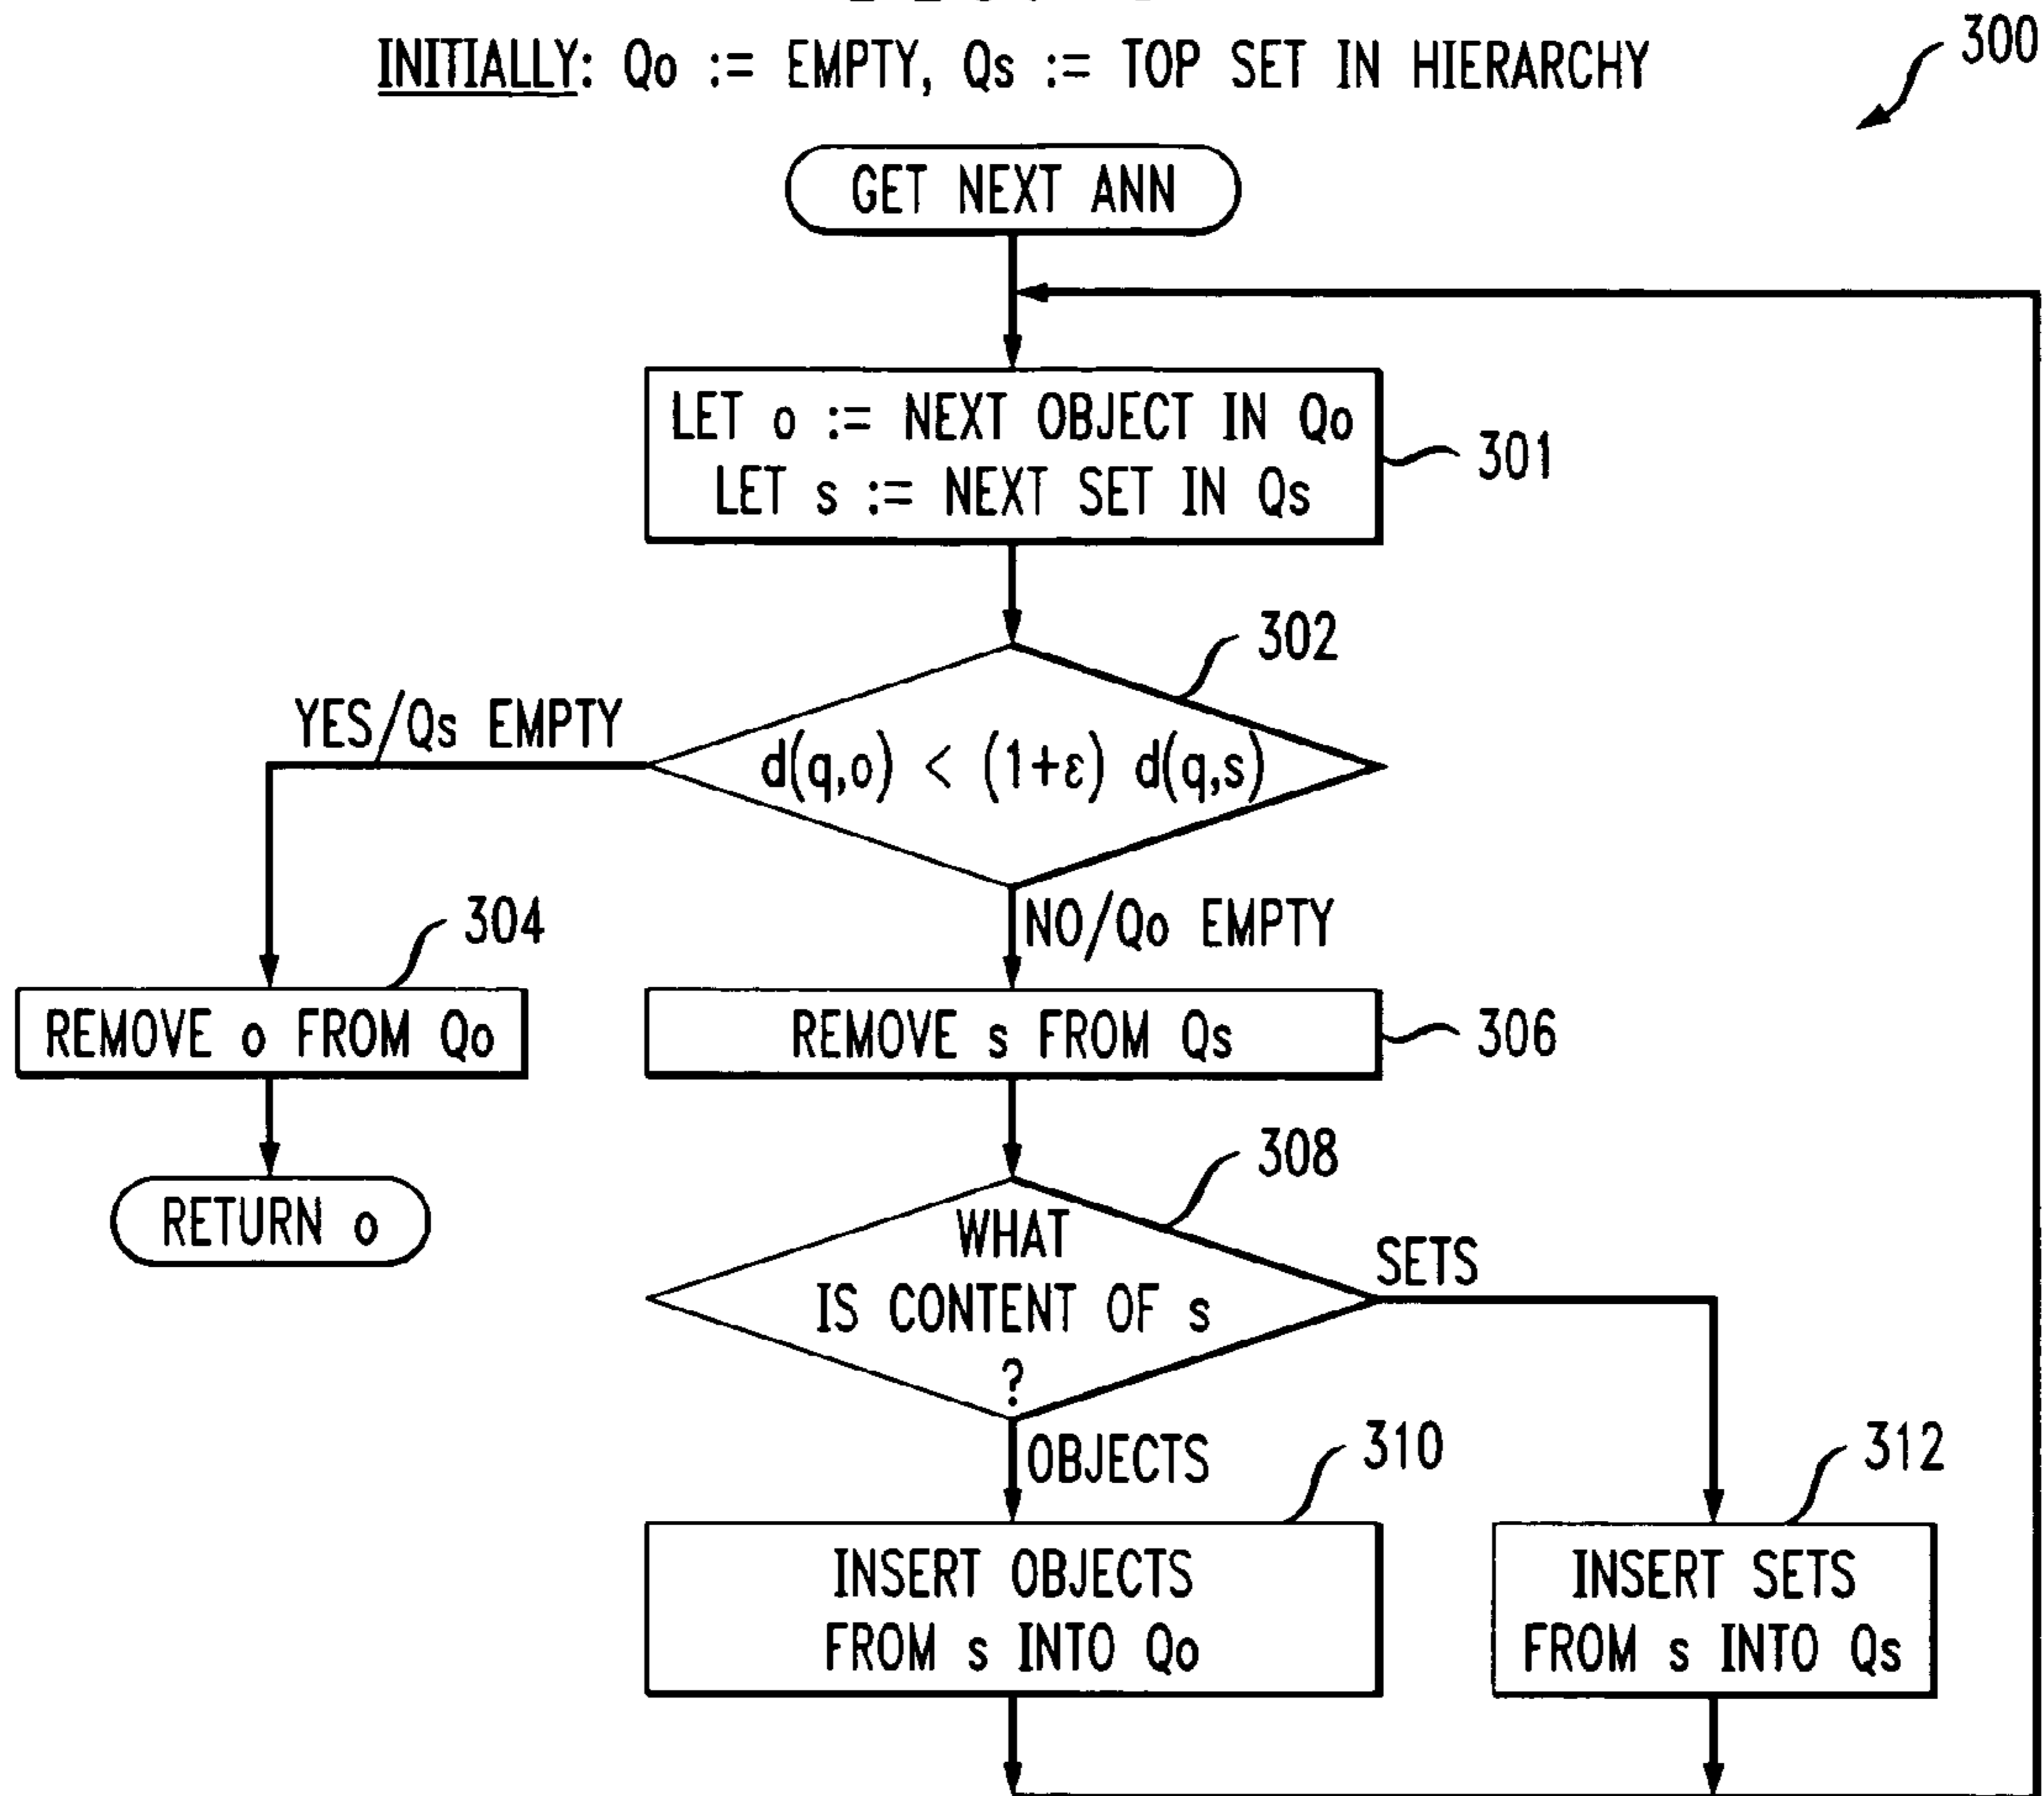 INITIALLY: Qo := EMPTY, Qs := TOP SET IN HIERARCHY
300
GET NEXT ANN
LET o := NEXT OBJECT IN Qo
LET s := NEXT SET IN Qs
301
302
YES/Qs EMPTY
d(q,o) < (1+ε) d(q,s)
NO/Qo EMPTY
304
REMOVE o FROM Qo
REMOVE s FROM Qs
306
RETURN o
308
WHAT
IS CONTENT OF s
?
SETS
OBJECTS
310
312
INSERT OBJECTS
FROM s INTO Qo
INSERT SETS
FROM s INTO Qs